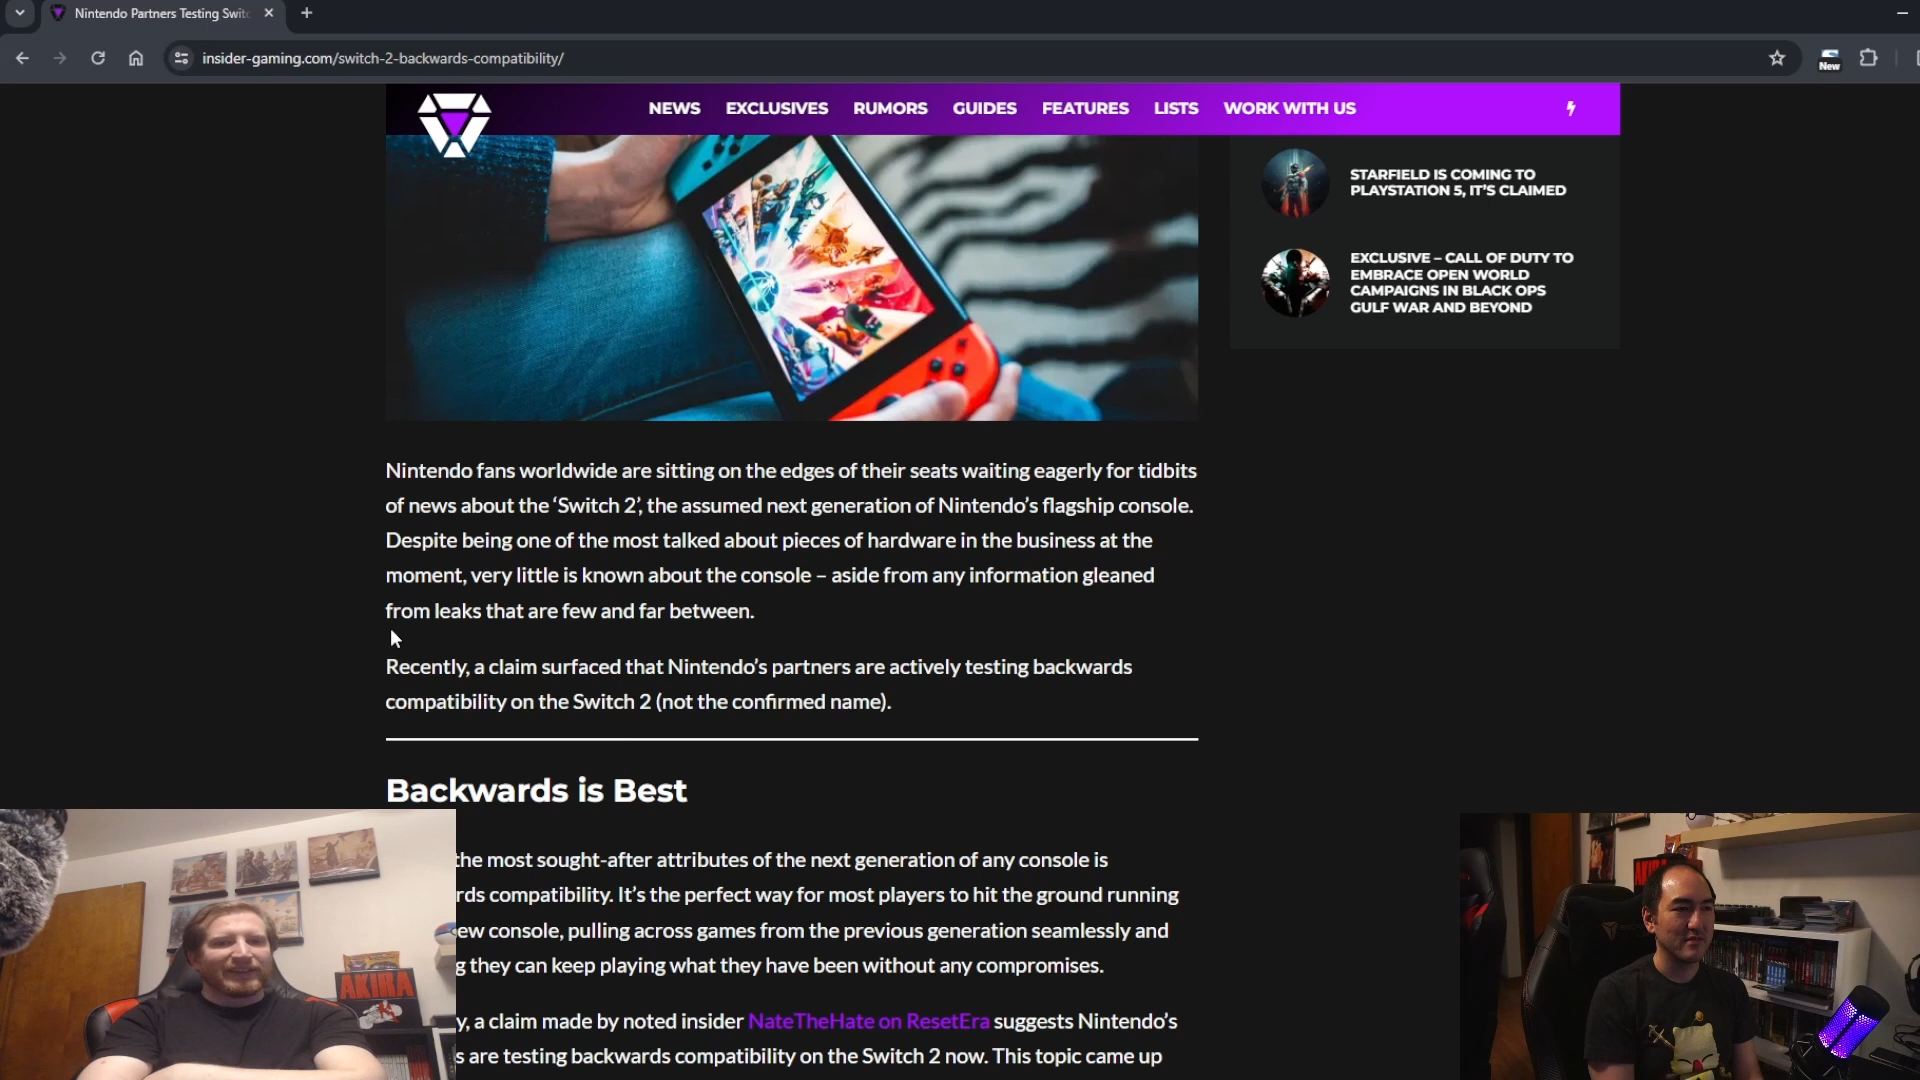 Nintendo Partners Testing Swit
insider-gaming.com/switch-2-backwards-compatibility/
New
NEWS EXCLUSIVES RUMORS GUIDES FEATURES LISTS WORK WITH US
STARFIELD IS COMING TO
PLAYSTATION 5, IT'S CLAIMED
EXCLUSIVE – CALL OF DUTY TO
EMBRACE OPEN WORLD
CAMPAIGNS IN BLACK OPS
GULF WAR AND BEYOND
Nintendo fans worldwide are sitting on the edges of their seats waiting eagerly for tidbits
of news about the ‘Switch 2’, the assumed next generation of Nintendo’s flagship console.
Despite being one of the most talked about pieces of hardware in the business at the
moment, very little is known about the console – aside from any information gleaned
from leaks that are few and far between.
Recently, a claim surfaced that Nintendo’s partners are actively testing backwards
compatibility on the Switch 2 (not the confirmed name).
Backwards is Best
the most sought-after attributes of the next generation of any console is
rds compatibility. It’s the perfect way for most players to hit the ground running
ew console, pulling across games from the previous generation seamlessly and
g they can keep playing what they have been without any compromises.
y, a claim made by noted insider NateTheHate on ResetEra suggests Nintendo’s
s are testing backwards compatibility on the Switch 2 now. This topic came up
AKIRA